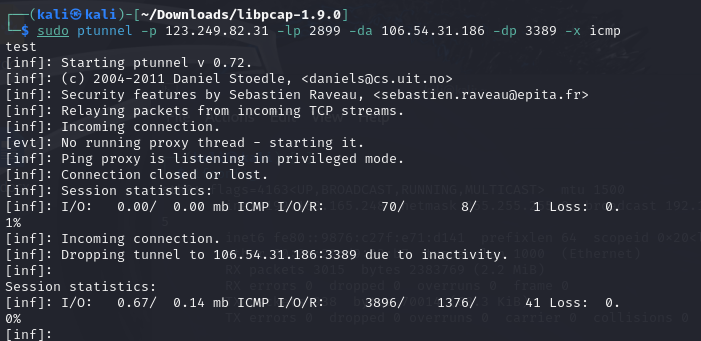 ┌──(kali㉿kali)-[~/Downloads/libpcap-1.9.0]
└─$ sudo ptunnel -p 123.249.82.31 -lp 2899 -da 106.54.31.186 -dp 3389 -x icmp
test
[inf]: Starting ptunnel v 0.72.
[inf]: (c) 2004-2011 Daniel Stoedle, <daniels@cs.uit.no>
[inf]: Security features by Sebastien Raveau, <sebastien.raveau@epita.fr>
[inf]: Relaying packets from incoming TCP streams.
[inf]: Incoming connection.
[evt]: No running proxy thread - starting it.
[inf]: Ping proxy is listening in privileged mode.
[inf]: Connection closed or lost.
[inf]: Session statistics:
[inf]: I/O:   0.00/  0.00 mb ICMP I/O/R:       70/       8/       1 Loss:  0.
1%
[inf]: Incoming connection.
[inf]: Dropping tunnel to 106.54.31.186:3389 due to inactivity.
[inf]:
Session statistics:
[inf]: I/O:   0.67/  0.14 mb ICMP I/O/R:     3896/    1376/      41 Loss:  0.
0%
[inf]: